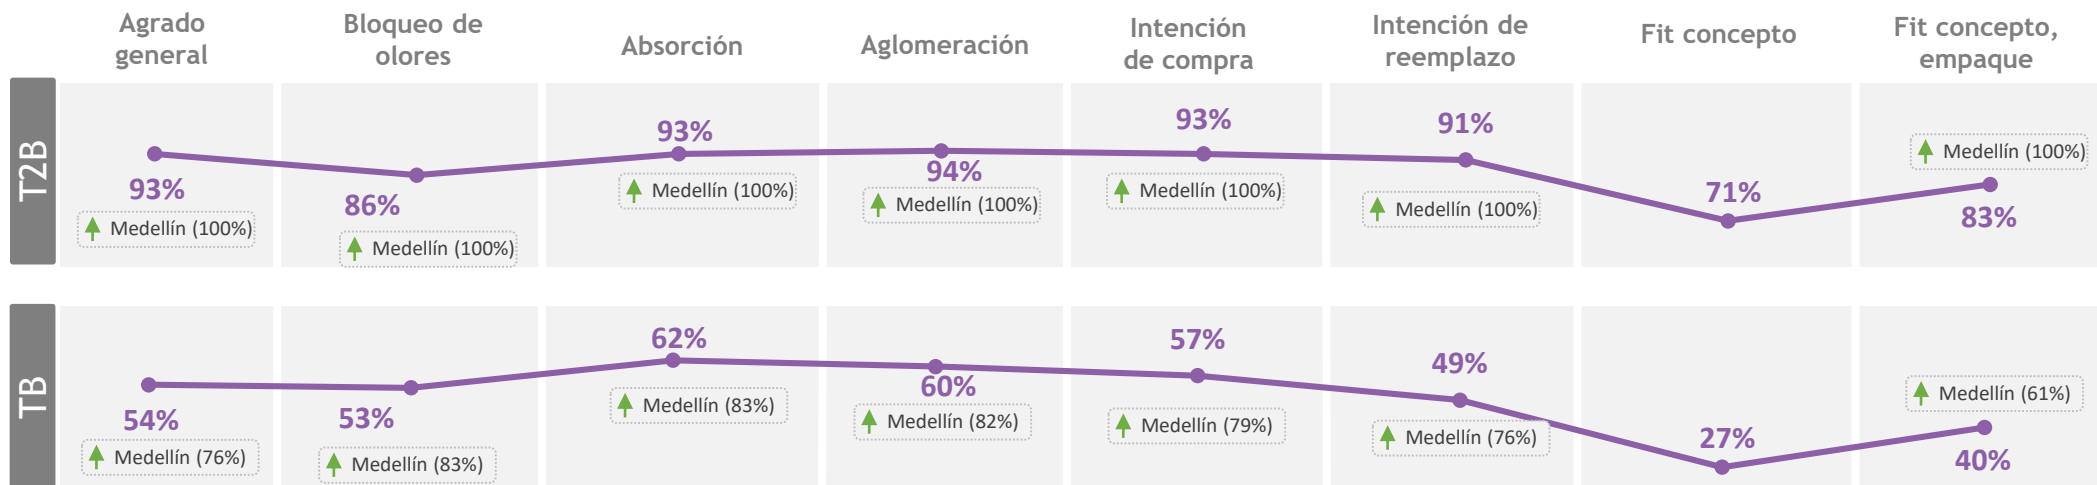 Agrado
general
Bloqueo de
olores
Absorción
Aglomeración
Intención
de compra
Intención de
reemplazo
Fit concepto
Fit concepto,
empaque
T2B
93%
Medellín (100%)
86%
Medellín (100%)
93%
Medellín (100%)
94%
Medellín (100%)
93%
Medellín (100%)
91%
Medellín (100%)
71%
Medellín (100%)
83%
TB
54%
Medellín (76%)
53%
Medellín (83%)
62%
Medellín (83%)
60%
Medellín (82%)
57%
Medellín (79%)
49%
Medellín (76%)
27%
Medellín (61%)
40%